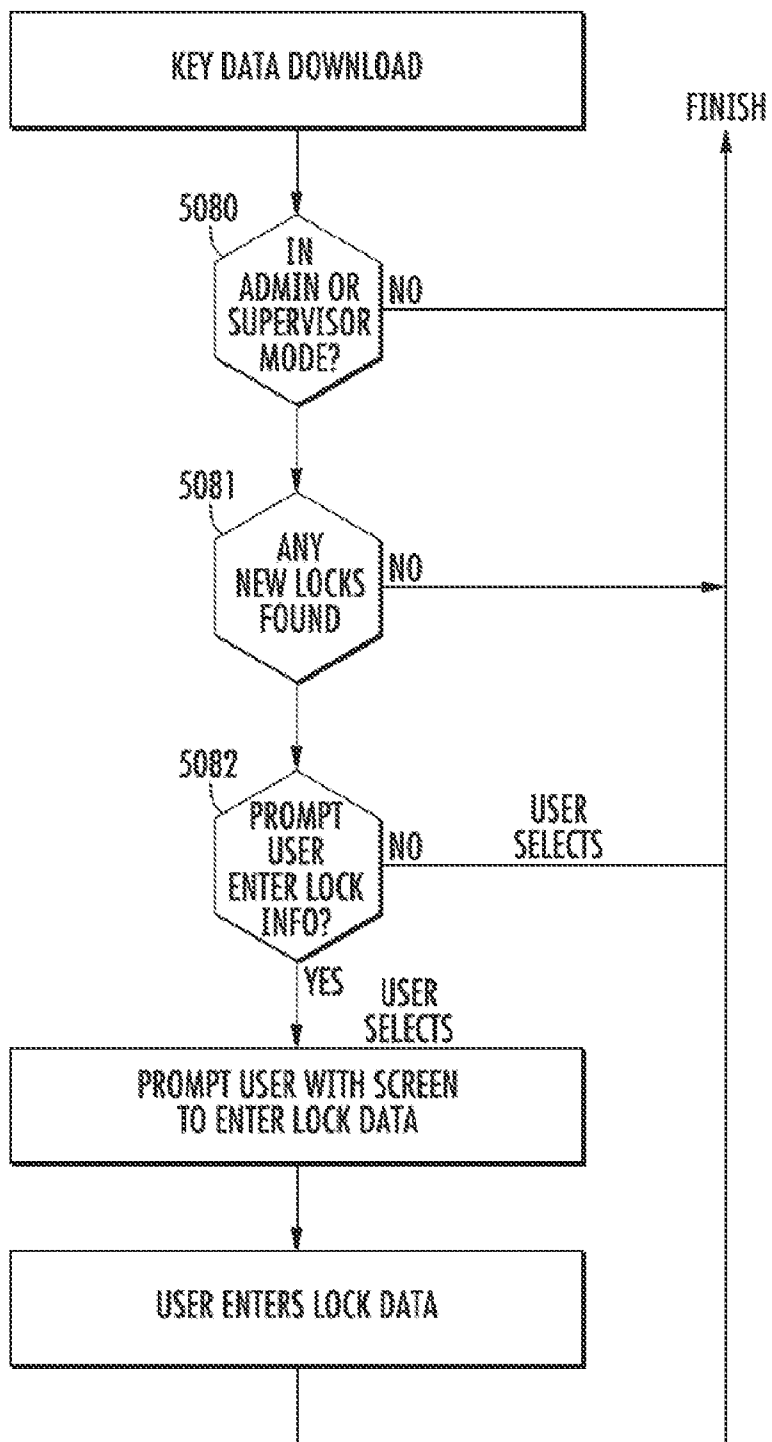 KEY DATA DOWNLOAD
FINISH
5080
IN
ADMIN OR
SUPERVISOR
MODE?
NO
5081
ANY
NEW LOCKS
FOUND
NO
5082
PROMPT
USER
ENTER LOCK
INFO?
NO
USER
SELECTS
YES
USER
SELECTS
PROMPT USER WITH SCREEN
TO ENTER LOCK DATA
USER ENTERS LOCK DATA